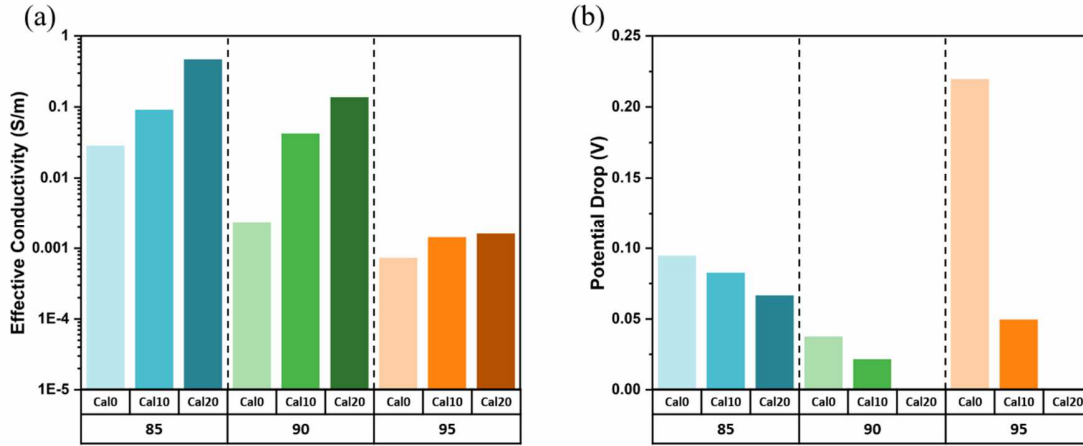 (a)
Effective Conductivity (S/m)
1
0.1
0.01
0.001
1E-4
1E-5
Cal0 Cal10 Cal20 Cal0 Cal10 Cal20 Cal0 Cal10 Cal20
85 90 95
(b)
Potential Drop (V)
0.25
0.20
0.15
0.10
0.05
0.00
Cal0 Cal10 Cal20 Cal0 Cal10 Cal20 Cal0 Cal10 Cal20
85 90 95